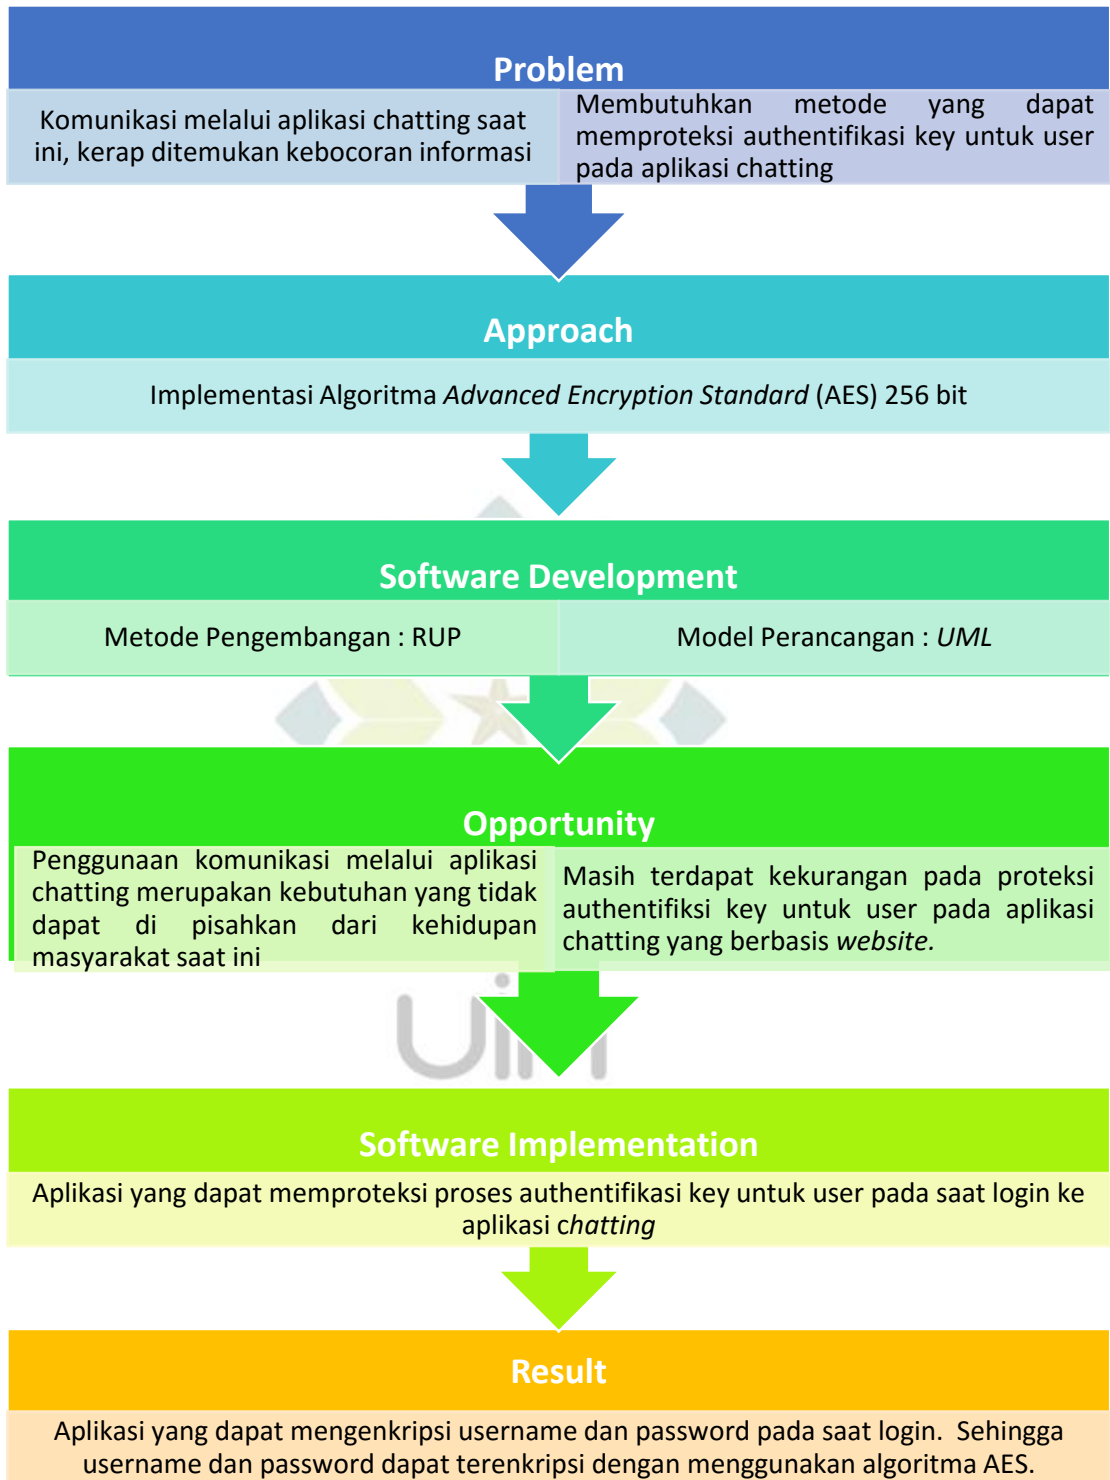 Problem
Komunikasi melalui aplikasi chatting saat
ini, kerap ditemukan kebocoran informasi
Membutuhkan metode yang dapat
memproteksi authentifikasi key untuk user
pada aplikasi chatting
Approach
Implementasi Algoritma Advanced Encryption Standard (AES) 256 bit
Software Development
Metode Pengembangan : RUP
Model Perancangan : UML
Opportunity
Penggunaan komunikasi melalui aplikasi
chatting merupakan kebutuhan yang tidak
dapat di pisahkan dari kehidupan
masyarakat saat ini
Masih terdapat kekurangan pada proteksi
authentifiksi key untuk user pada aplikasi
chatting yang berbasis website.
Software Implementation
Aplikasi yang dapat memproteksi proses authentifikasi key untuk user pada saat login ke
aplikasi chatting
Result
Aplikasi yang dapat mengenkripsi username dan password pada saat login. Sehingga
username dan password dapat terenkripsi dengan menggunakan algoritma AES.